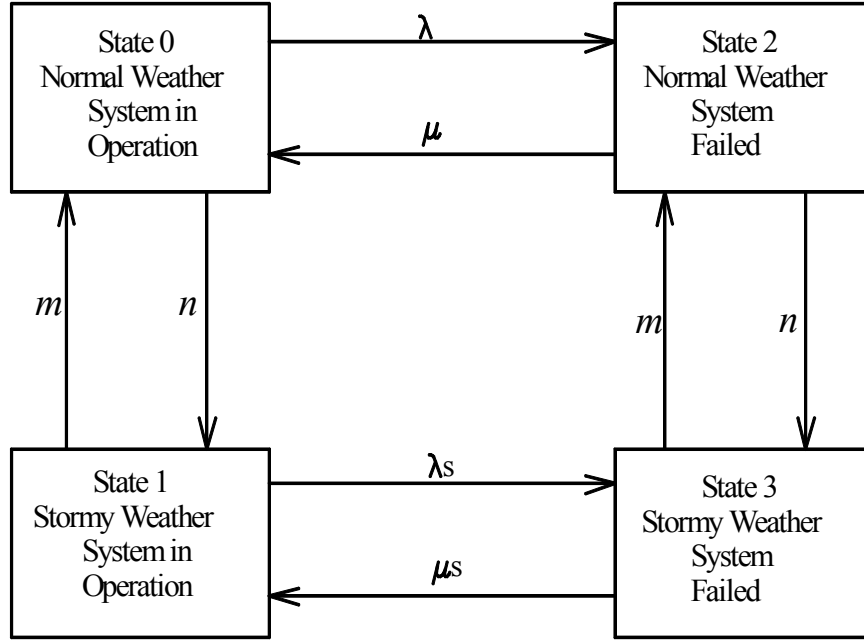 State 0
Normal Weather
System in
Operation
λ
μ
State 2
Normal Weather
System
Failed
m
n
m
n
State 1
Stormy Weather
System in
Operation
λs
μs
State 3
Stormy Weather
System
Failed